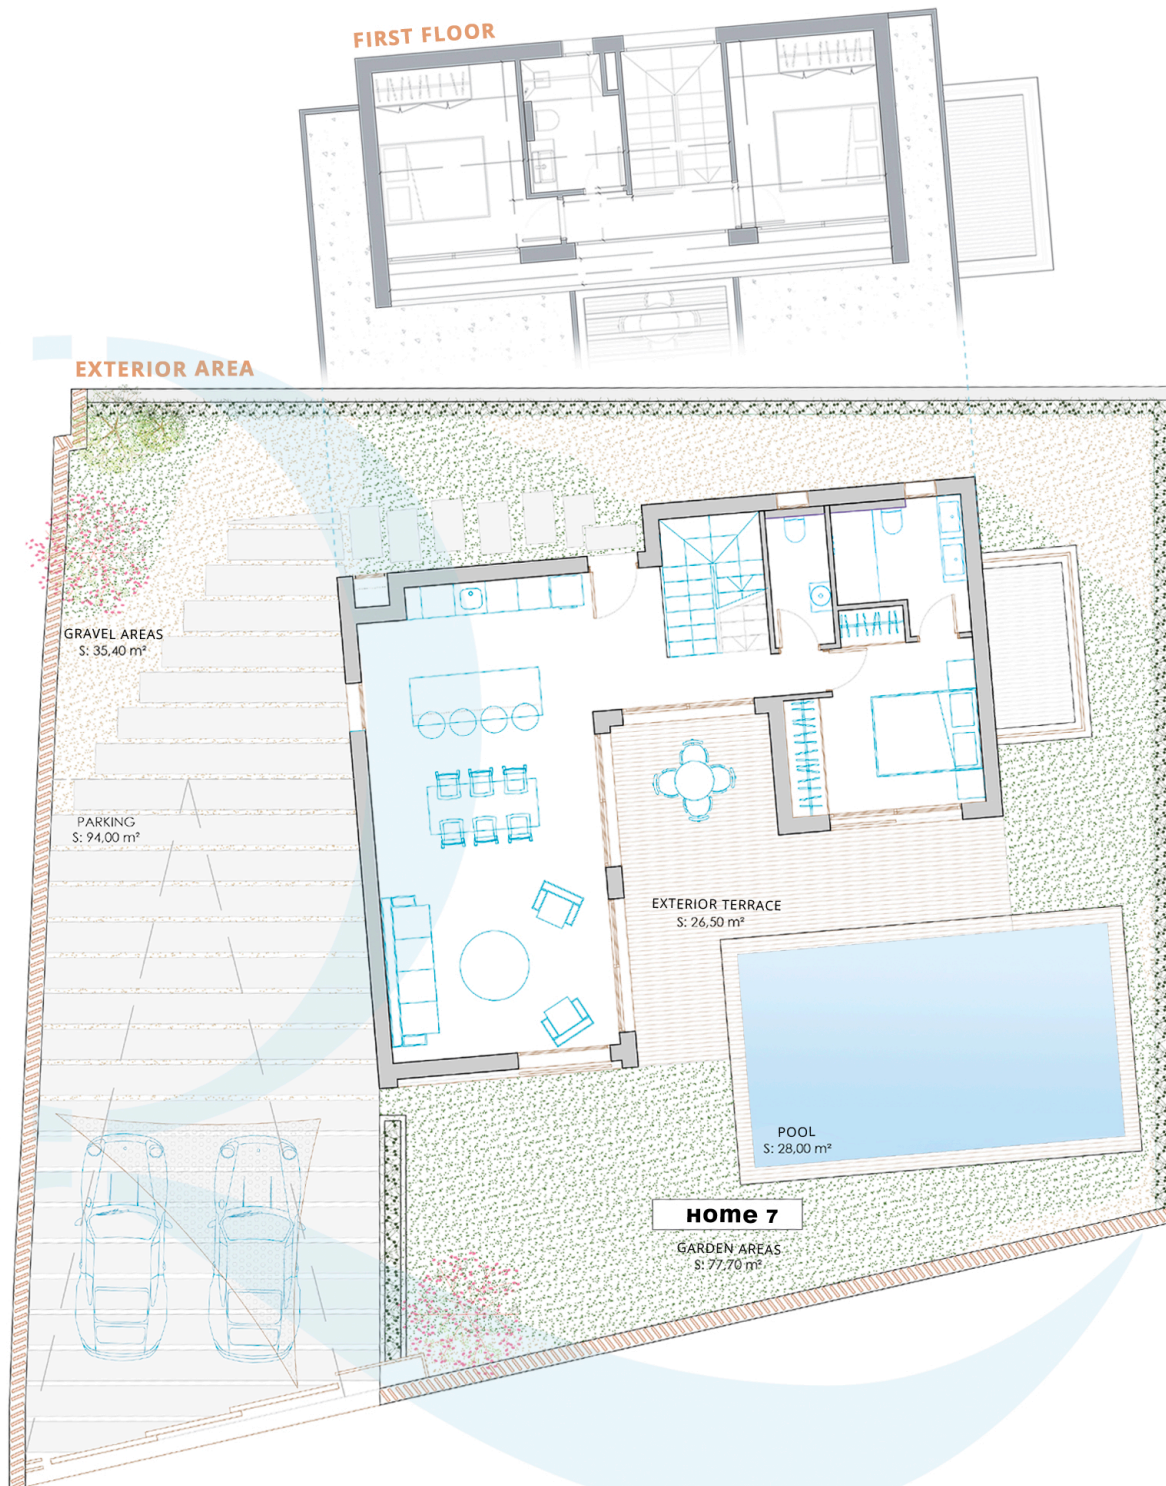 FIRST FLOOR
EXTERIOR AREA
GRAVEL AREAS
S: 35,40 m²
PARKING
S: 94,00 m²
EXTERIOR TERRACE
S: 26,50 m²
POOL
S: 28,00 m²
Home 7
GARDEN AREAS
S: 77,70 m²